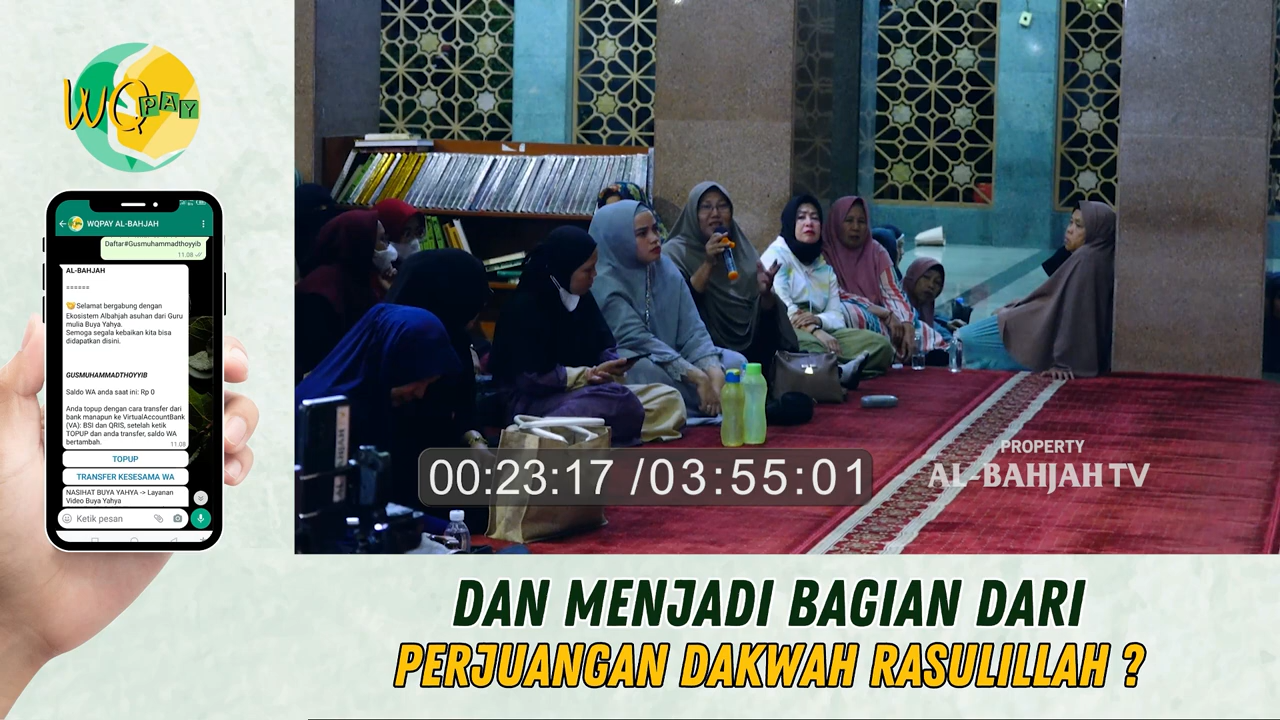 WQPAY
WQPAY AL-BAHJAH
Daftar#Gusmuhammadthoyyib
11.08
AL-BAHJAH
======
Selamat bergabung dengan
Ekosistem Albahjah asuhan dari Guru
mulia Buya Yahya.
Semoga segala kebaikan kita bisa
didapatkan disini.
GUSMUHAMMADTHOYYIB
Saldo WA anda saat ini: Rp 0
Anda topup dengan cara transfer dari
bank manapun ke VirtualAccountBank
(VA): BSI dan QRIS, setelah ketik
TOPUP dan anda transfer, saldo WA
bertambah.
11.08
TOPUP
TRANSFER KESESAMA WA
NASIHAT BUYA YAHYA -> Layanan
Video Buya Yahya
Ketik pesan
00:23:17 /03:55:01
PROPERTY
AL-BAHJAH TV
DAN MENJADI BAGIAN DARI
PERJUANGAN DAKWAH RASULILLAH ?